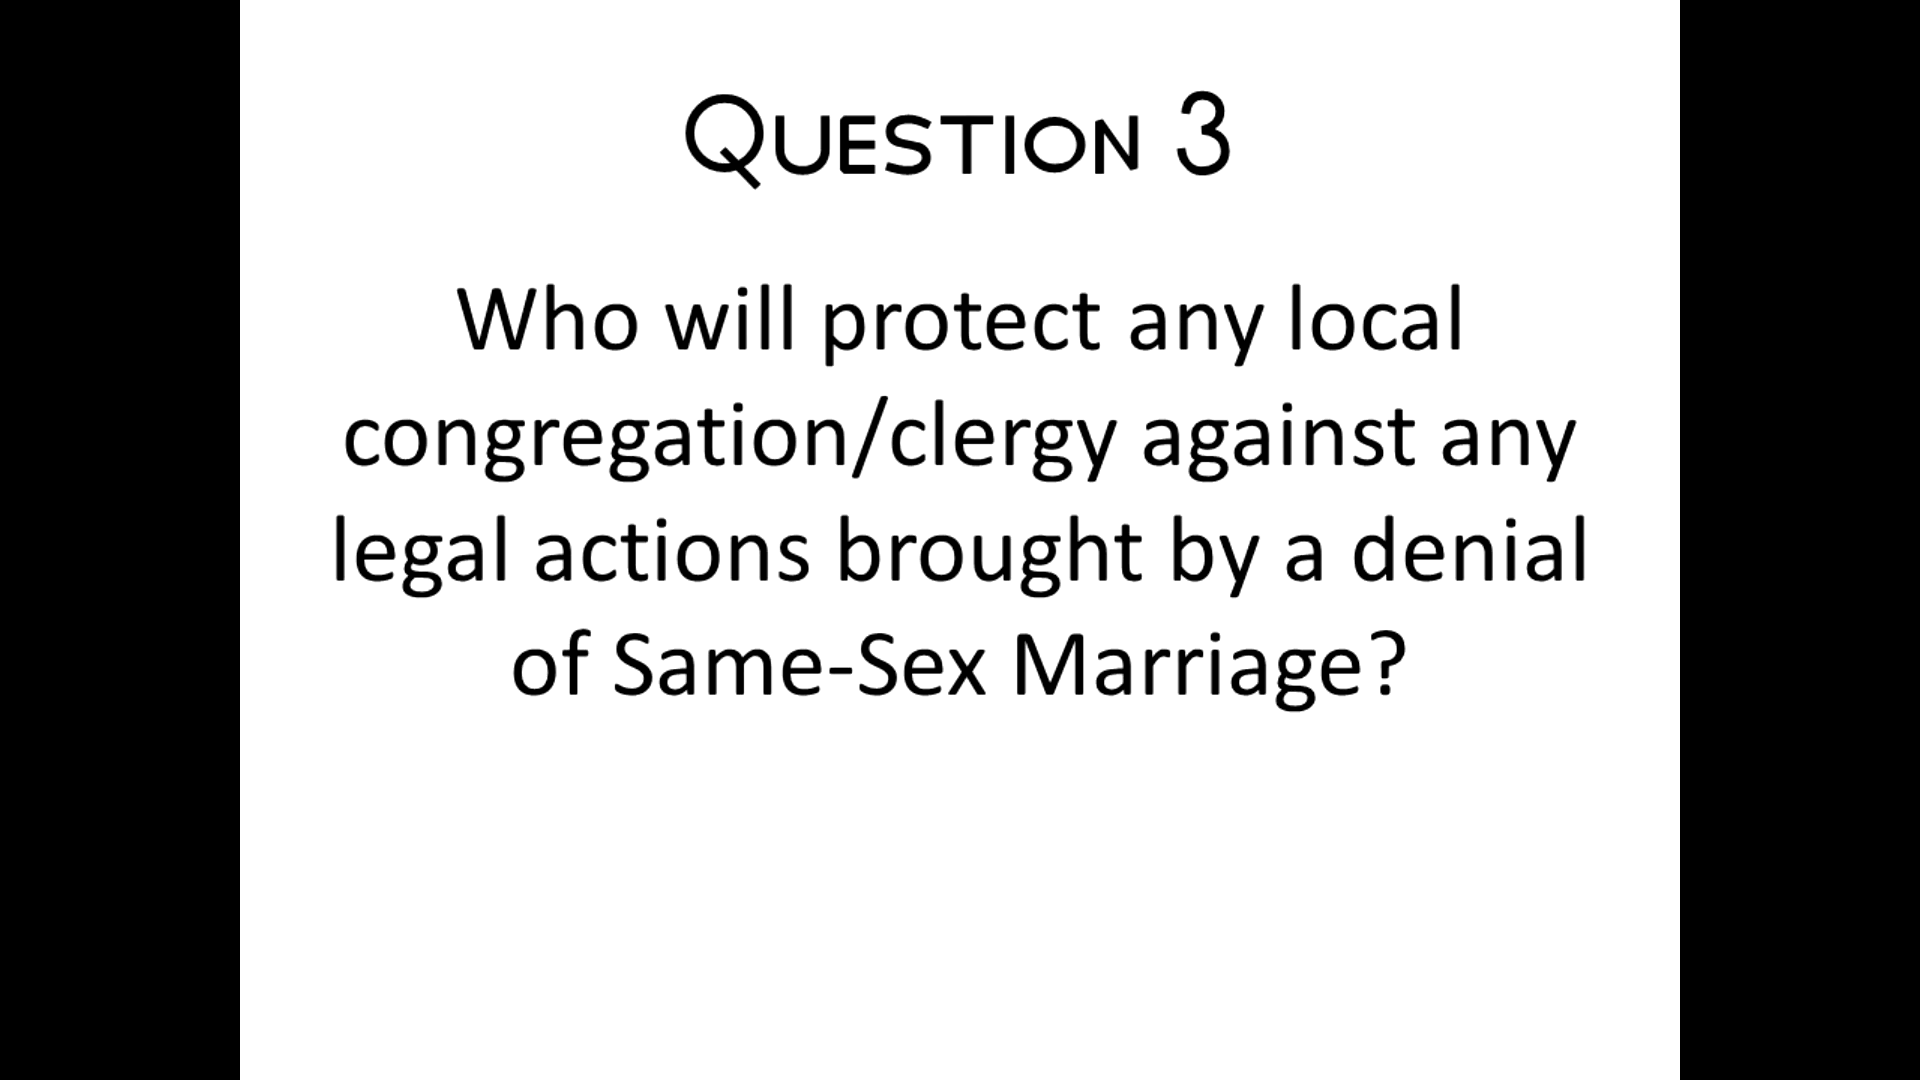 Question 3
Who will protect any local
congregation/clergy against any
legal actions brought by a denial
of Same-Sex Marriage?